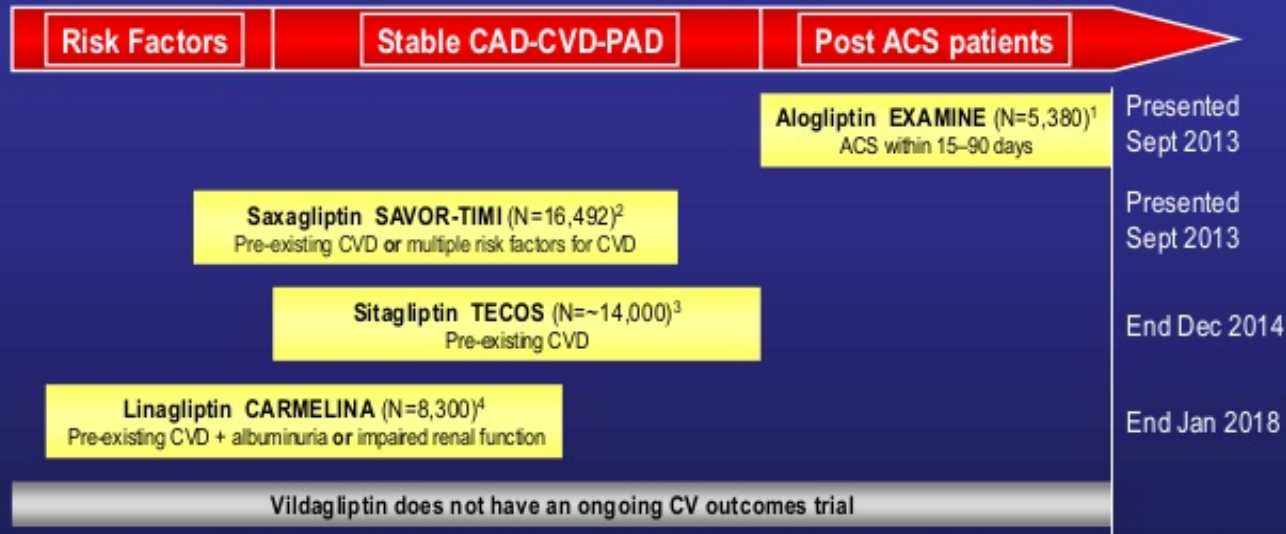 Risk Factors
Stable CAD-CVD-PAD
Post ACS patients
Alogliptin EXAMINE (N=5,380)¹
ACS within 15–90 days
Presented
Sept 2013
Saxagliptin SAVOR-TIMI (N=16,492)²
Pre-existing CVD or multiple risk factors for CVD
Presented
Sept 2013
Sitagliptin TECOS (N=~14,000)³
Pre-existing CVD
End Dec 2014
Linagliptin CARMELINA (N=8,300)⁴
Pre-existing CVD + albuminuria or impaired renal function
End Jan 2018
Vildagliptin does not have an ongoing CV outcomes trial